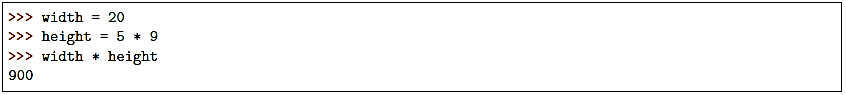 >>> width = 20
>>> height = 5 * 9
>>> width * height
900